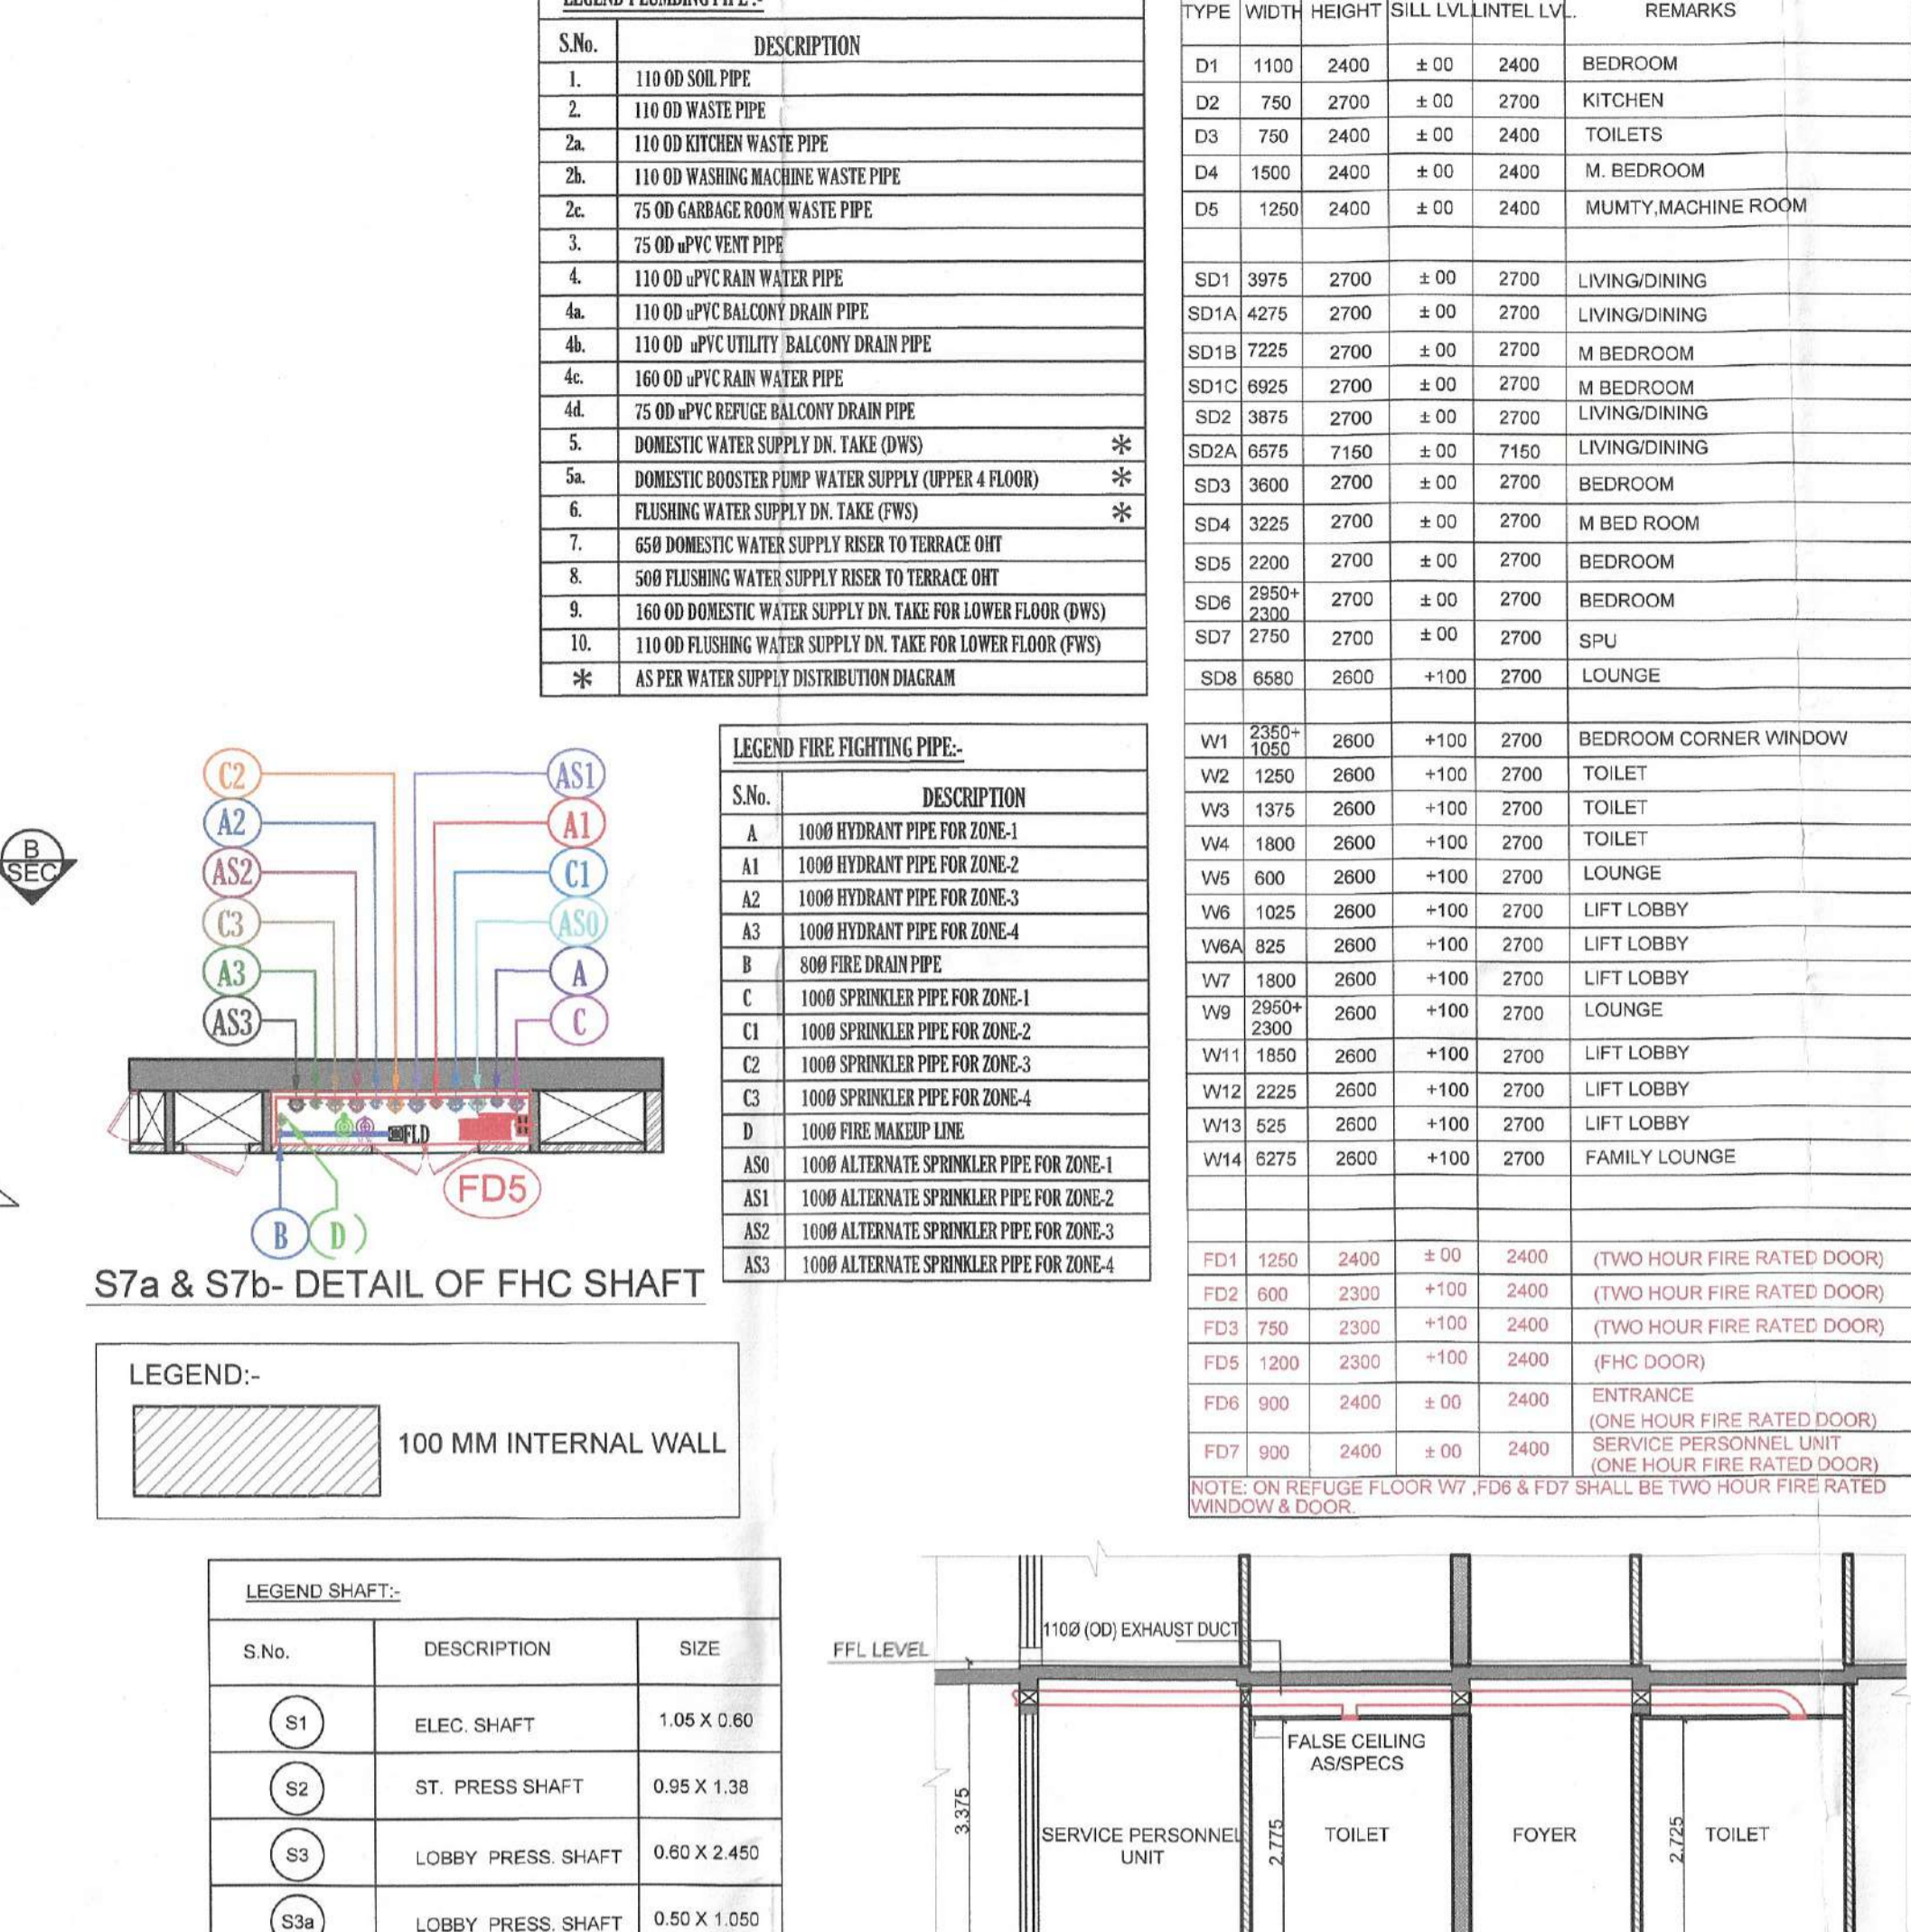 LEGEND PLUMBING PIPE :-
S.No. DESCRIPTION
1. 110 OD SOIL PIPE
2. 110 OD WASTE PIPE
2a. 110 OD KITCHEN WASTE PIPE
2b. 110 OD WASHING MACHINE WASTE PIPE
2c. 75 OD GARBAGE ROOM WASTE PIPE
3. 75 OD uPVC VENT PIPE
4. 110 OD uPVC RAIN WATER PIPE
4a. 110 OD uPVC BALCONY DRAIN PIPE
4b. 110 OD uPVC UTILITY BALCONY DRAIN PIPE
4c. 160 OD uPVC RAIN WATER PIPE
4d. 75 OD uPVC REFUGE BALCONY DRAIN PIPE
5. DOMESTIC WATER SUPPLY DN. TAKE (DWS) *
5a. DOMESTIC BOOSTER PUMP WATER SUPPLY (UPPER 4 FLOOR) *
6. FLUSHING WATER SUPPLY DN. TAKE (FWS) *
7. 65Ø DOMESTIC WATER SUPPLY RISER TO TERRACE OHT
8. 50Ø FLUSHING WATER SUPPLY RISER TO TERRACE OHT
9. 160 OD DOMESTIC WATER SUPPLY DN. TAKE FOR LOWER FLOOR (DWS)
10. 110 OD FLUSHING WATER SUPPLY DN. TAKE FOR LOWER FLOOR (FWS)
* AS PER WATER SUPPLY DISTRIBUTION DIAGRAM
TYPE WIDTH HEIGHT SILL LVL LINTEL LVL. REMARKS
D1 1100 2400 ± 00 2400 BEDROOM
D2 750 2700 ± 00 2700 KITCHEN
D3 750 2400 ± 00 2400 TOILETS
D4 1500 2400 ± 00 2400 M. BEDROOM
D5 1250 2400 ± 00 2400 MUMTY,MACHINE ROOM
SD1 3975 2700 ± 00 2700 LIVING/DINING
SD1A 4275 2700 ± 00 2700 LIVING/DINING
SD1B 7225 2700 ± 00 2700 M BEDROOM
SD1C 6925 2700 ± 00 2700 M BEDROOM
SD2 3875 2700 ± 00 2700 LIVING/DINING
SD2A 6575 7150 ± 00 7150 LIVING/DINING
SD3 3600 2700 ± 00 2700 BEDROOM
SD4 3225 2700 ± 00 2700 M BED ROOM
SD5 2200 2700 ± 00 2700 BEDROOM
SD6 2950+ 2300 2700 ± 00 2700 BEDROOM
SD7 2750 2700 ± 00 2700 SPU
SD8 6580 2600 +100 2700 LOUNGE
W1 2350+ 1050 2600 +100 2700 BEDROOM CORNER WINDOW
W2 1250 2600 +100 2700 TOILET
W3 1375 2600 +100 2700 TOILET
W4 1800 2600 +100 2700 TOILET
W5 600 2600 +100 2700 LOUNGE
W6 1025 2600 +100 2700 LIFT LOBBY
W6A 825 2600 +100 2700 LIFT LOBBY
W7 1800 2600 +100 2700 LIFT LOBBY
W9 2950+ 2300 2600 +100 2700 LOUNGE
W11 1850 2600 +100 2700 LIFT LOBBY
W12 2225 2600 +100 2700 LIFT LOBBY
W13 525 2600 +100 2700 LIFT LOBBY
W14 6275 2600 +100 2700 FAMILY LOUNGE
FD1 1250 2400 ± 00 2400 (TWO HOUR FIRE RATED DOOR)
FD2 600 2300 +100 2400 (TWO HOUR FIRE RATED DOOR)
FD3 750 2300 +100 2400 (TWO HOUR FIRE RATED DOOR)
FD5 1200 2300 +100 2400 (FHC DOOR)
FD6 900 2400 ± 00 2400 ENTRANCE
(ONE HOUR FIRE RATED DOOR)
FD7 900 2400 ± 00 2400 SERVICE PERSONNEL UNIT
(ONE HOUR FIRE RATED DOOR)
NOTE: ON REFUGE FLOOR W7 ,FD6 & FD7 SHALL BE TWO HOUR FIRE RATED
WINDOW & DOOR.
B
SEC
C2 AS1
A2 A1
AS2 C1
C3 AS0
A3 A
AS3 C
FLD
FD5
B D)
S7a & S7b- DETAIL OF FHC SHAFT
LEGEND FIRE FIGHTING PIPE:-
S.No. DESCRIPTION
A 100Ø HYDRANT PIPE FOR ZONE-1
A1 100Ø HYDRANT PIPE FOR ZONE-2
A2 100Ø HYDRANT PIPE FOR ZONE-3
A3 100Ø HYDRANT PIPE FOR ZONE-4
B 80Ø FIRE DRAIN PIPE
C 100Ø SPRINKLER PIPE FOR ZONE-1
C1 100Ø SPRINKLER PIPE FOR ZONE-2
C2 100Ø SPRINKLER PIPE FOR ZONE-3
C3 100Ø SPRINKLER PIPE FOR ZONE-4
D 100Ø FIRE MAKEUP LINE
AS0 100Ø ALTERNATE SPRINKLER PIPE FOR ZONE-1
AS1 100Ø ALTERNATE SPRINKLER PIPE FOR ZONE-2
AS2 100Ø ALTERNATE SPRINKLER PIPE FOR ZONE-3
AS3 100Ø ALTERNATE SPRINKLER PIPE FOR ZONE-4
LEGEND:-
100 MM INTERNAL WALL
LEGEND SHAFT:-
S.No. DESCRIPTION SIZE
S1 ELEC. SHAFT 1.05 X 0.60
S2 ST. PRESS SHAFT 0.95 X 1.38
S3 LOBBY PRESS. SHAFT 0.60 X 2.450
S3a LOBBY PRESS. SHAFT 0.50 X 1.050
110Ø (OD) EXHAUST DUCT
FFL LEVEL
FALSE CEILING
AS/SPECS
3.375
SERVICE PERSONNEL
UNIT
2.775
TOILET
FOYER
2.725
TOILET